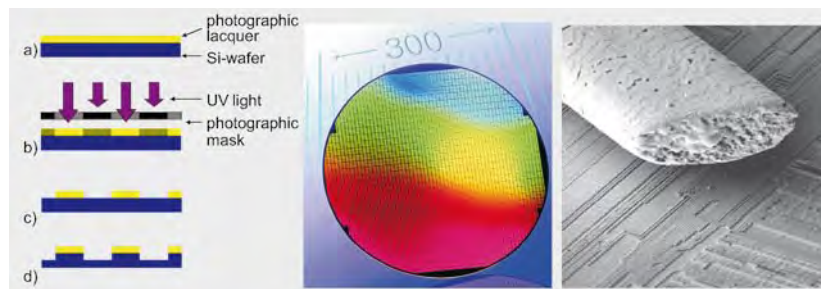 photographic
lacquer
a)
Si-wafer
UV light
photographic
mask
b)
c)
d)
300